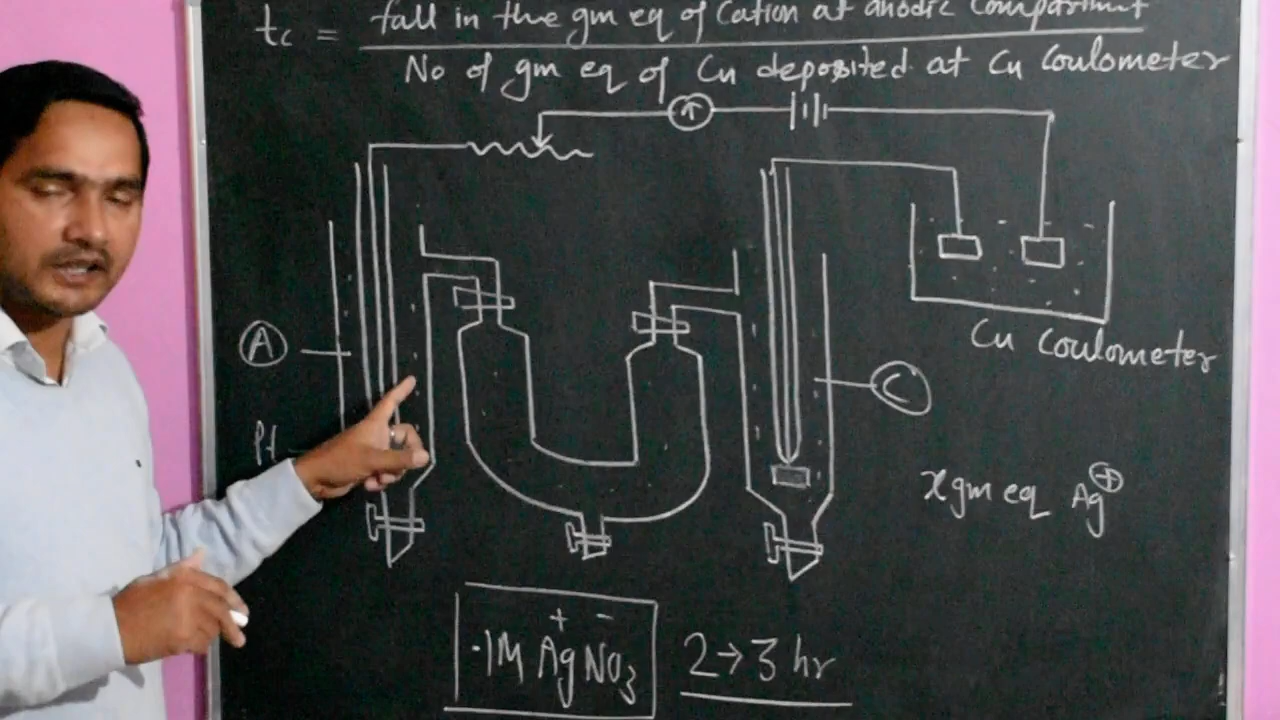 tc = fall in the gm eq of Cation at anodic Compartment
No of gm eq of Cu deposited at Cu Coulometer
Cu Coulometer
A
C
Pt
x gm eq Ag+
+ -
.1M AgNO3
2→3 hr